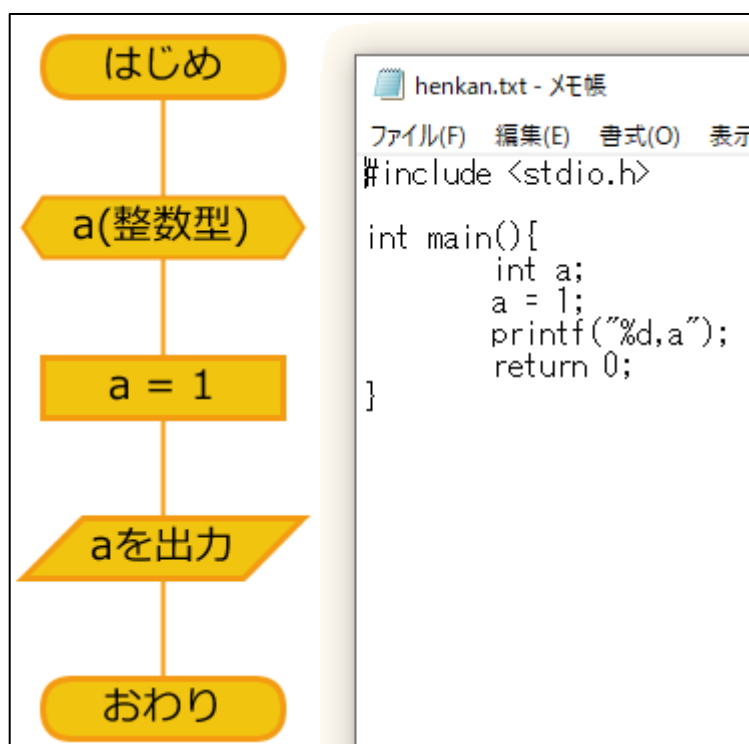 はじめ
a(整数型)
a = 1
aを出力
おわり
henkan.txt - メモ帳
ファイル(F) 編集(E) 書式(O) 表示
#include <stdio.h>
int main(){
int a;
a = 1;
printf("%d,a");
return 0;
}